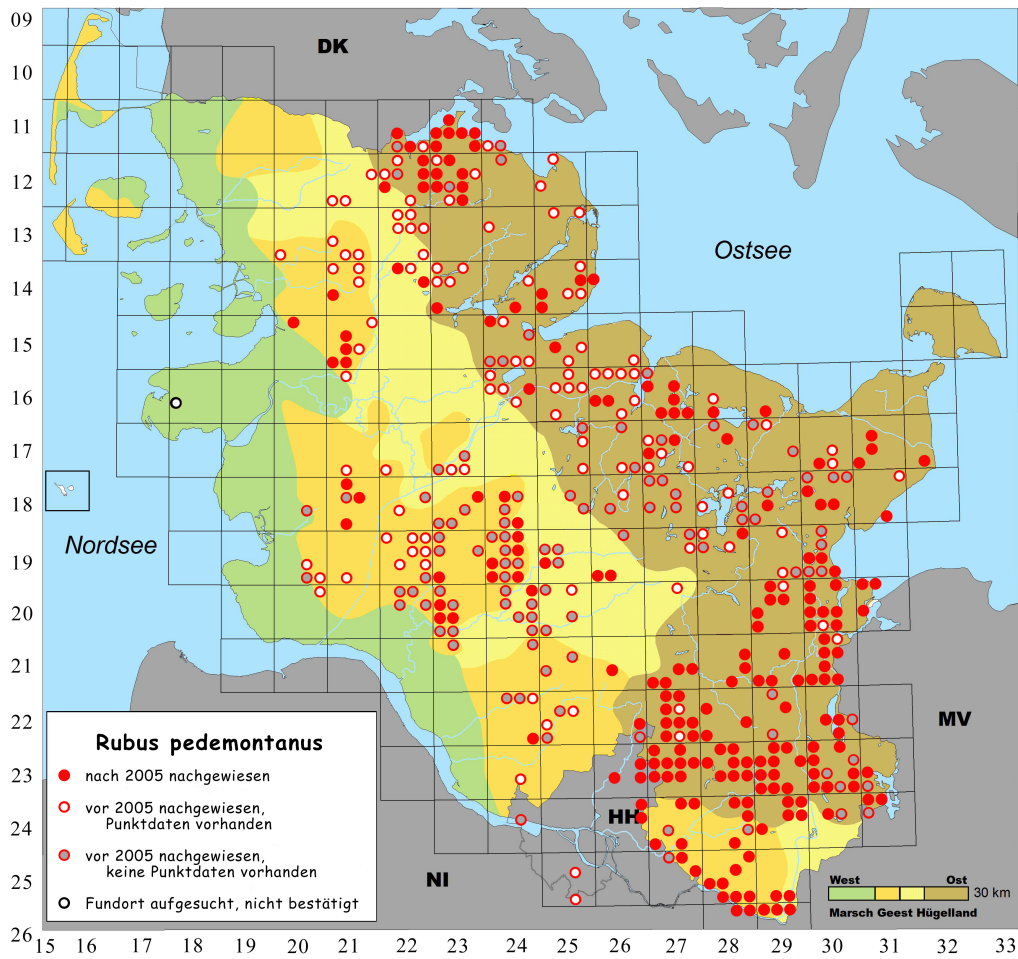 09
10
11
12
13
14
15
16
17
18
19
20
21
22
23
24
25
26
DK
Ostsee
Nordsee
MV
HH
NI
Rubus pedemontanus
nach 2005 nachgewiesen
vor 2005 nachgewiesen,
Punktdaten vorhanden
vor 2005 nachgewiesen,
keine Punktdaten vorhanden
Fundort aufgesucht, nicht bestätigt
West Ost
30 km
Marsch Geest Hügelland
15 16 17 18 19 20 21 22 23 24 25 26 27 28 29 30 31 32 33